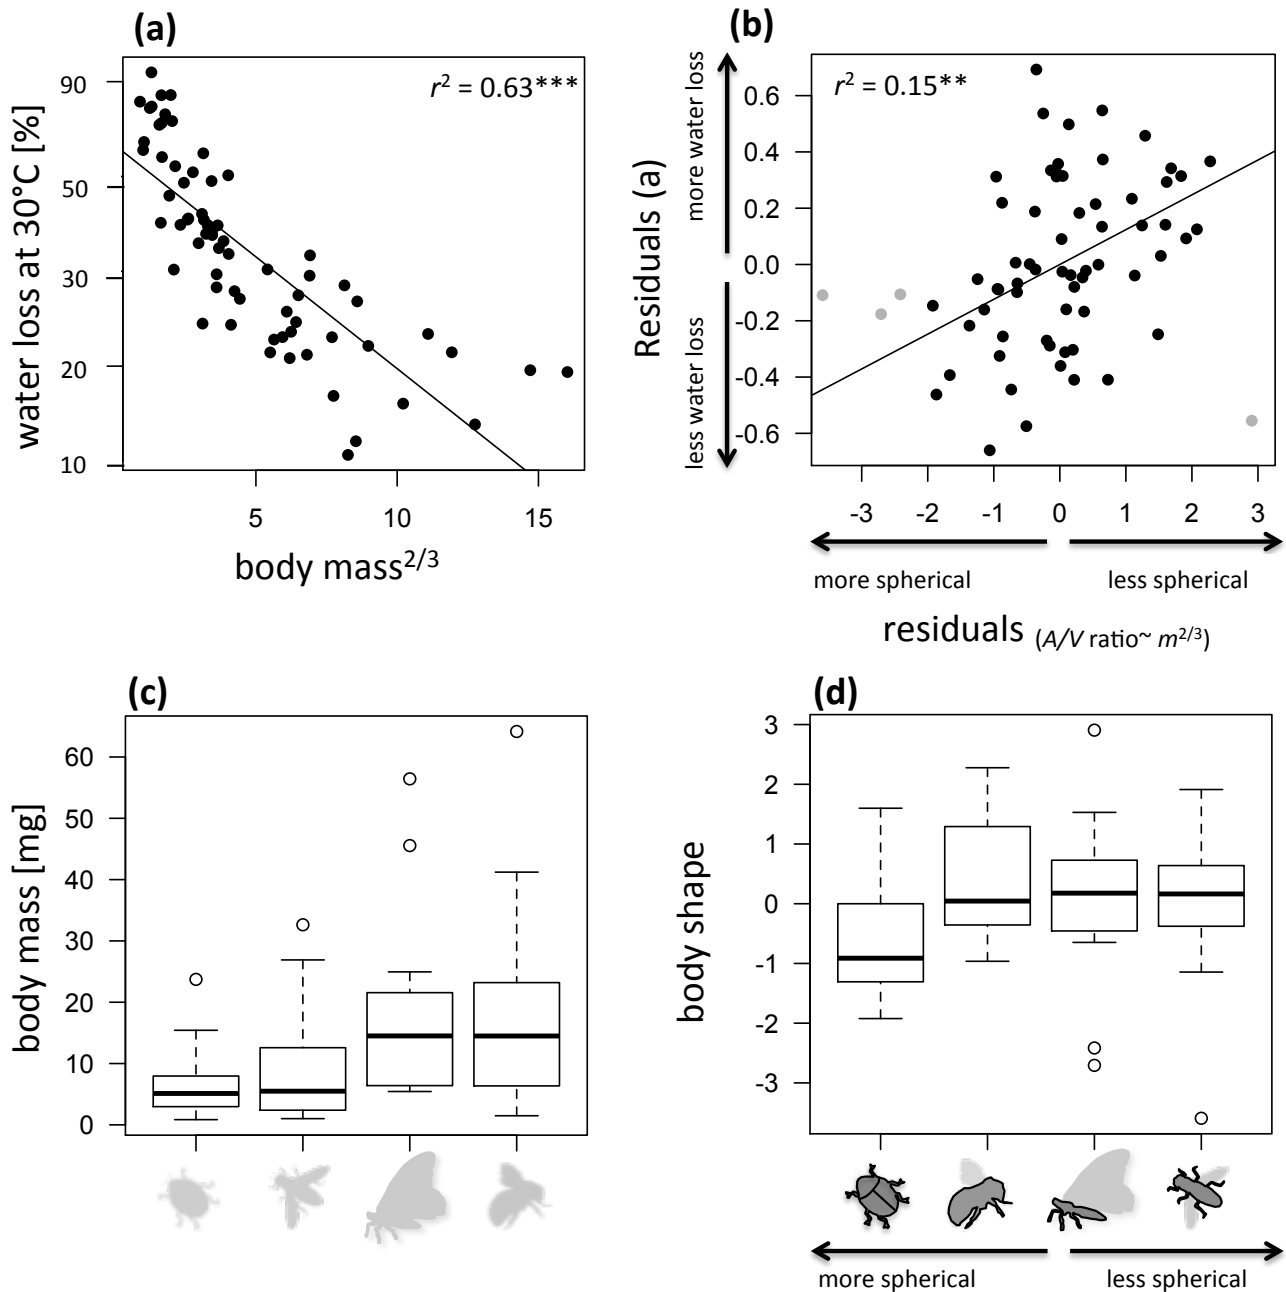 (a)
r² = 0.63***
water loss at 30°C [%]
90
50
30
20
10
5
10
15
body mass²/³
(b)
r² = 0.15**
Residuals (a)
more water loss
less water loss
0.6
0.4
0.2
0.0
-0.2
-0.4
-0.6
-3
-2
-1
0
1
2
3
more spherical
less spherical
residuals (A/V ratio~ m²/³)
(c)
body mass [mg]
60
50
40
30
20
10
0
(d)
body shape
3
2
1
0
-1
-2
-3
more spherical
less spherical